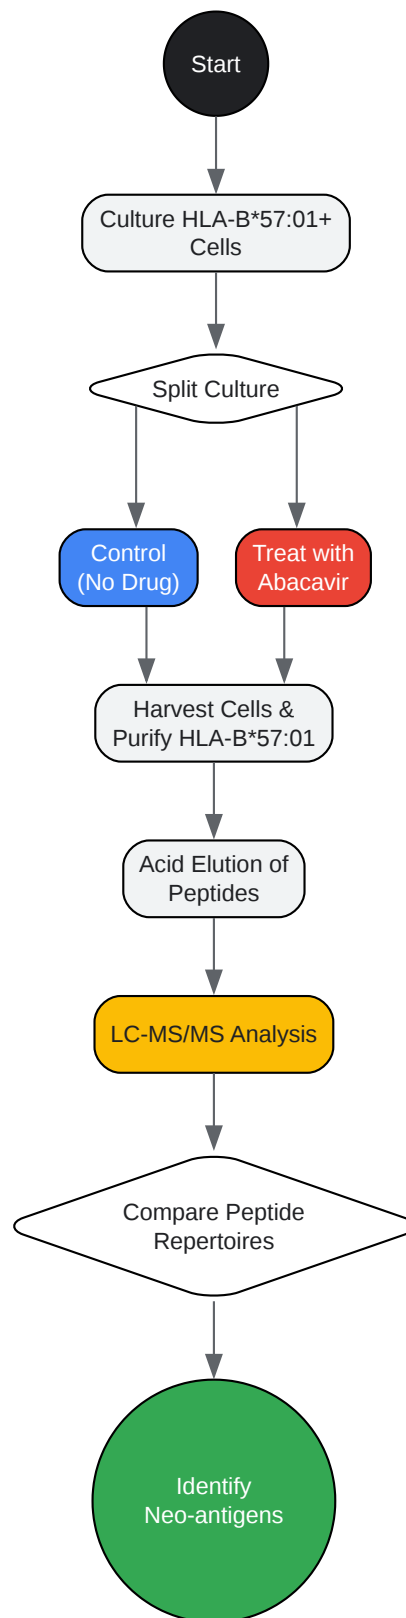 Start
Culture HLA-B*57:01+
Cells
Split Culture
Control
(No Drug)
Treat with
Abacavir
Harvest Cells &
Purify HLA-B*57:01
Acid Elution of
Peptides
LC-MS/MS Analysis
Compare Peptide
Repertoires
Identify
Neo-antigens